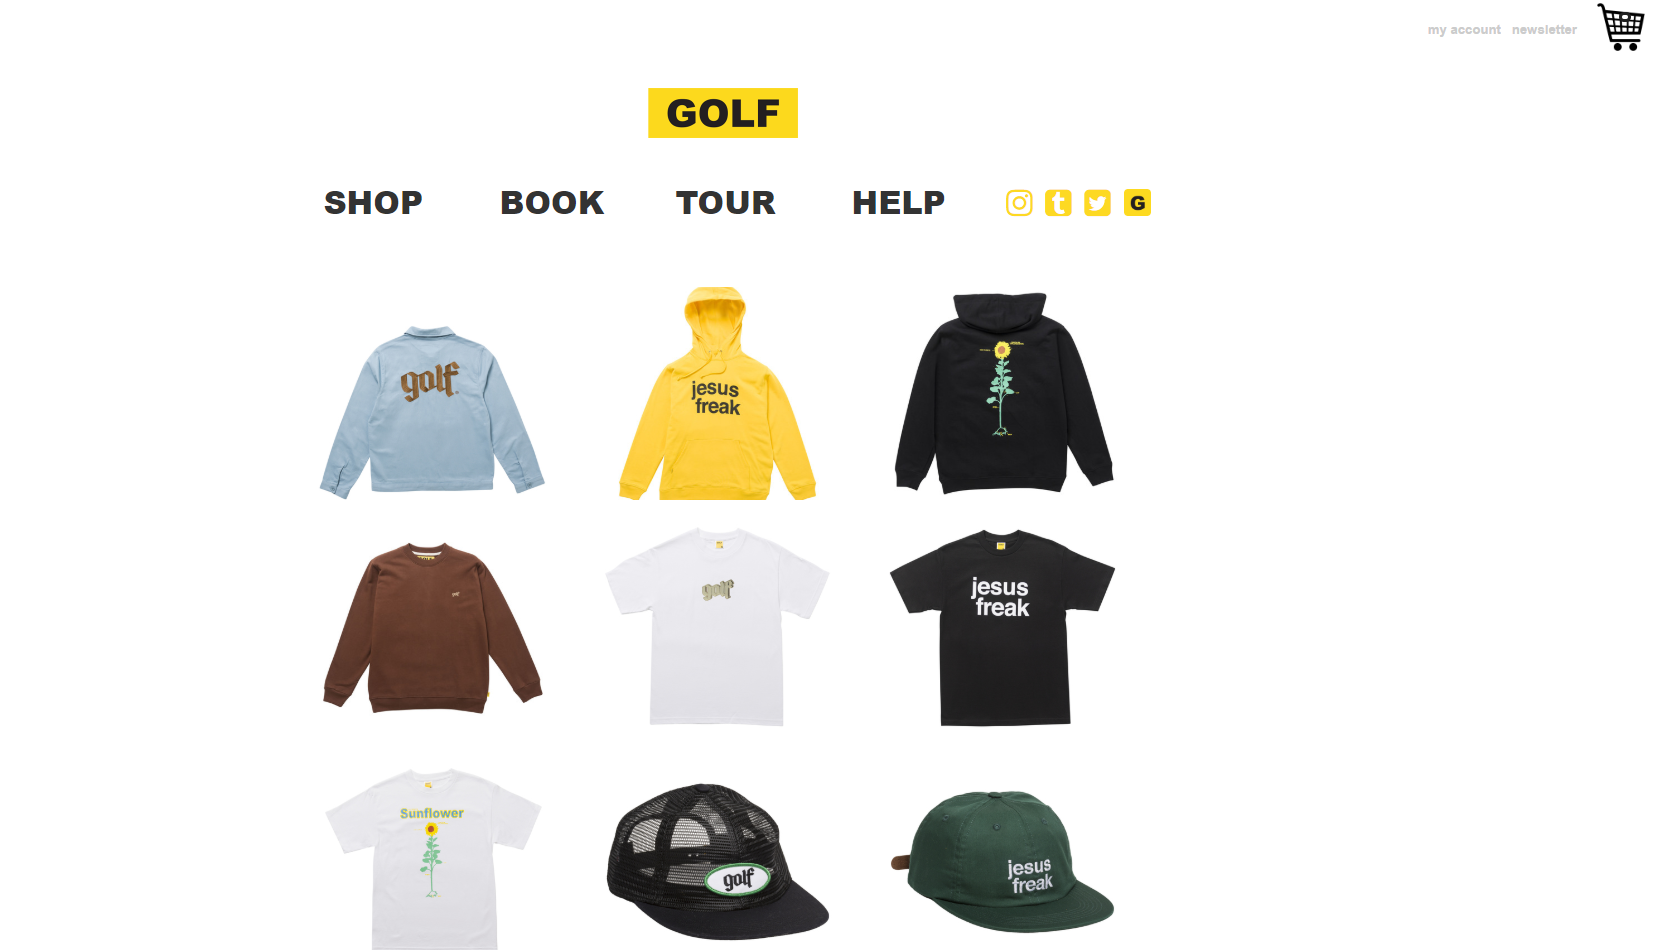 my account newsletter
GOLF
SHOP BOOK TOUR HELP
G
golf
jesus
freak
golf
jesus
freak
Sunflower
golf
jesus
freak